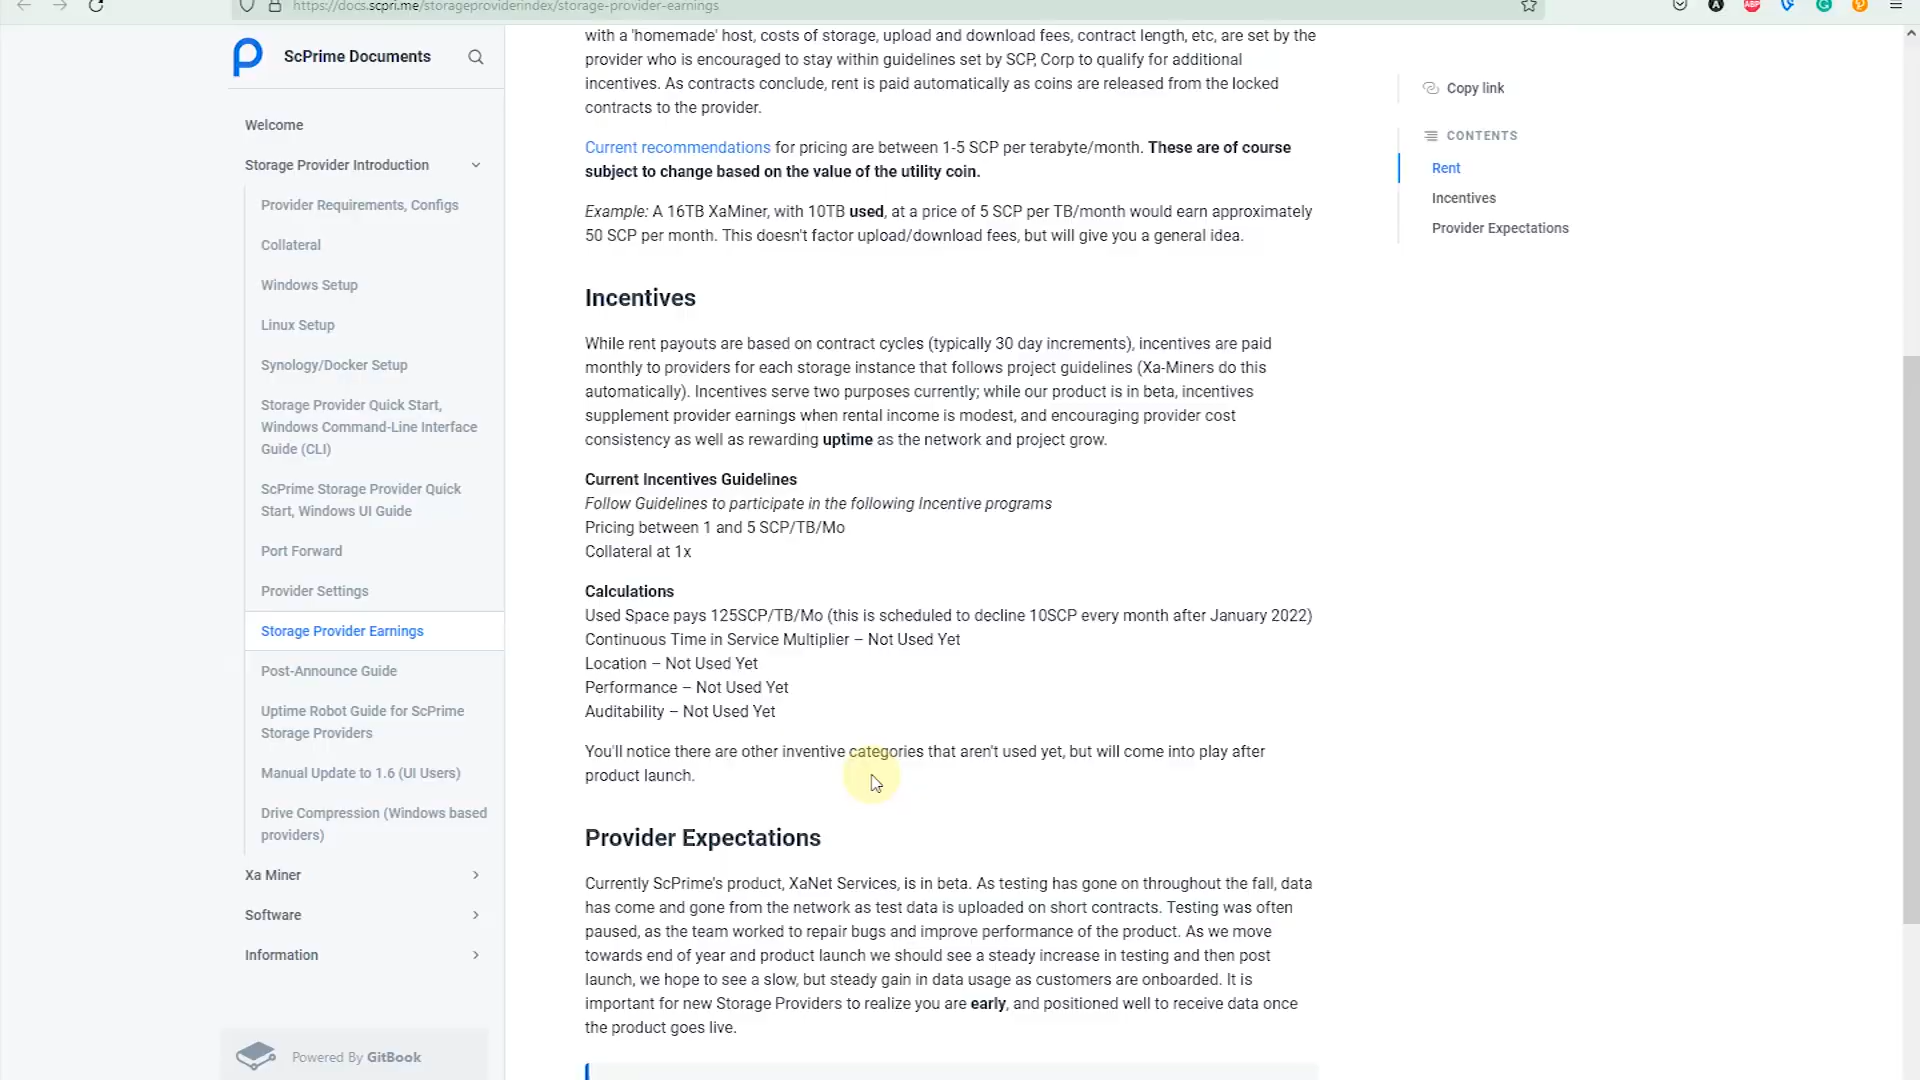 https://docs.scpri.me/storageproviderindex/storage-provider-earnings
ScPrime Documents
Welcome
Storage Provider Introduction
Provider Requirements, Configs
Collateral
Windows Setup
Linux Setup
Synology/Docker Setup
Storage Provider Quick Start,
Windows Command-Line Interface
Guide (CLI)
ScPrime Storage Provider Quick
Start, Windows UI Guide
Port Forward
Provider Settings
Storage Provider Earnings
Post-Announce Guide
Uptime Robot Guide for ScPrime
Storage Providers
Manual Update to 1.6 (UI Users)
Drive Compression (Windows based
providers)
Xa Miner
Software
Information
Powered By GitBook
with a 'homemade' host, costs of storage, upload and download fees, contract length, etc, are set by the
provider who is encouraged to stay within guidelines set by SCP, Corp to qualify for additional
incentives. As contracts conclude, rent is paid automatically as coins are released from the locked
contracts to the provider.
Current recommendations for pricing are between 1-5 SCP per terabyte/month. These are of course
subject to change based on the value of the utility coin.
Example: A 16TB XaMiner, with 10TB used, at a price of 5 SCP per TB/month would earn approximately
50 SCP per month. This doesn't factor upload/download fees, but will give you a general idea.
Incentives
While rent payouts are based on contract cycles (typically 30 day increments), incentives are paid
monthly to providers for each storage instance that follows project guidelines (Xa-Miners do this
automatically). Incentives serve two purposes currently; while our product is in beta, incentives
supplement provider earnings when rental income is modest, and encouraging provider cost
consistency as well as rewarding uptime as the network and project grow.
Current Incentives Guidelines
Follow Guidelines to participate in the following Incentive programs
Pricing between 1 and 5 SCP/TB/Mo
Collateral at 1x
Calculations
Used Space pays 125SCP/TB/Mo (this is scheduled to decline 10SCP every month after January 2022)
Continuous Time in Service Multiplier – Not Used Yet
Location – Not Used Yet
Performance – Not Used Yet
Auditability – Not Used Yet
You'll notice there are other inventive categories that aren't used yet, but will come into play after
product launch.
Provider Expectations
Currently ScPrime's product, XaNet Services, is in beta. As testing has gone on throughout the fall, data
has come and gone from the network as test data is uploaded on short contracts. Testing was often
paused, as the team worked to repair bugs and improve performance of the product. As we move
towards end of year and product launch we should see a steady increase in testing and then post
launch, we hope to see a slow, but steady gain in data usage as customers are onboarded. It is
important for new Storage Providers to realize you are early, and positioned well to receive data once
the product goes live.
Copy link
CONTENTS
Rent
Incentives
Provider Expectations
A
ABP